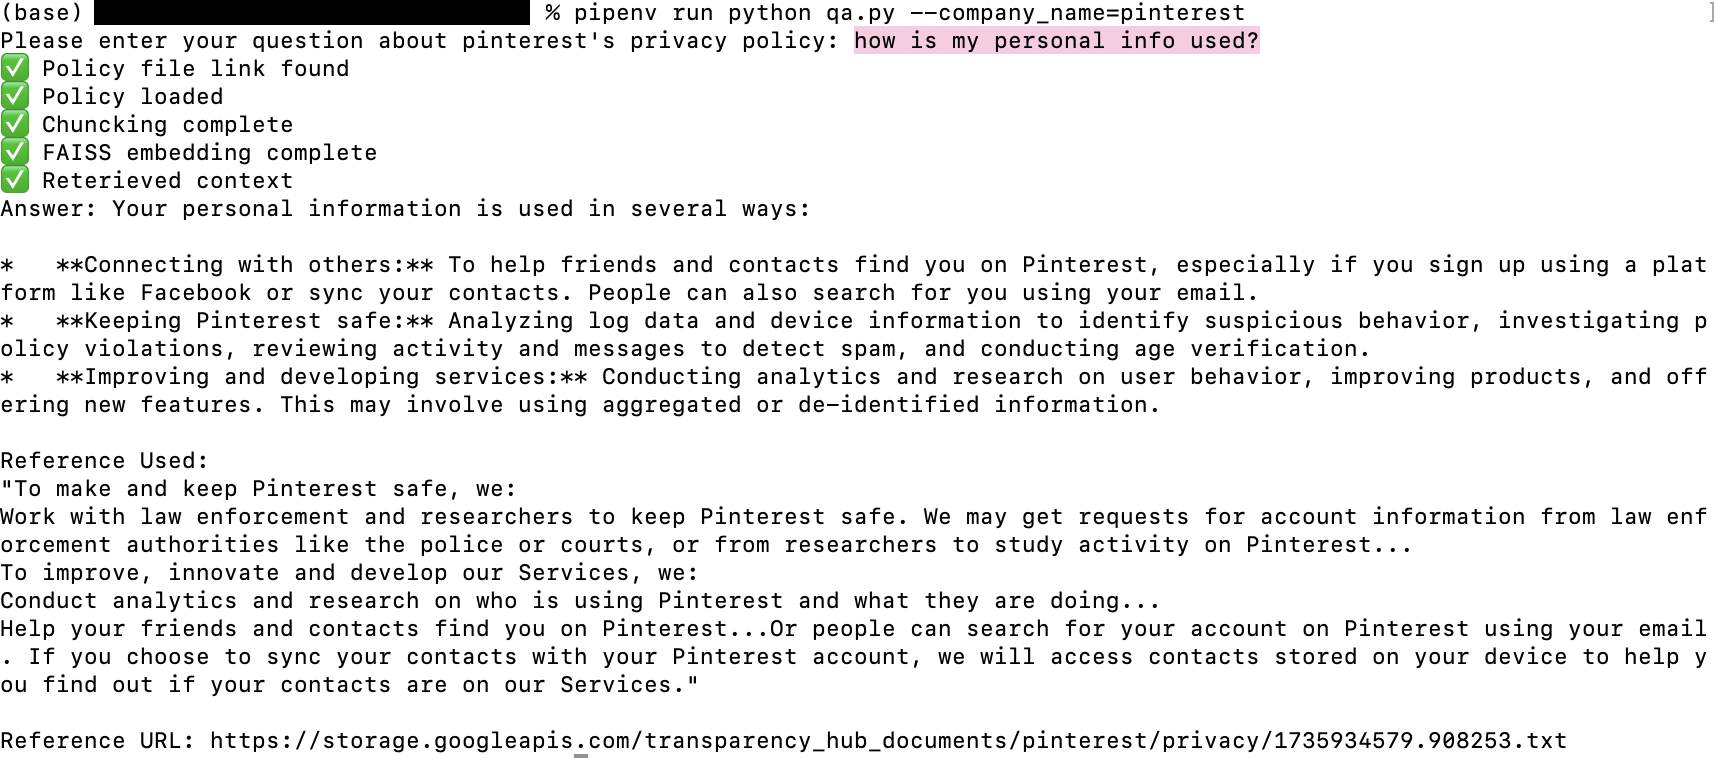 (base) % pipenv run python qa.py --company_name=pinterest ]
Please enter your question about pinterest's privacy policy: how is my personal info used?
✅ Policy file link found
✅ Policy loaded
✅ Chuncking complete
✅ FAISS embedding complete
✅ Reterieved context
Answer: Your personal information is used in several ways:

*   **Connecting with others:** To help friends and contacts find you on Pinterest, especially if you sign up using a plat
form like Facebook or sync your contacts. People can also search for you using your email.
*   **Keeping Pinterest safe:** Analyzing log data and device information to identify suspicious behavior, investigating p
olicy violations, reviewing activity and messages to detect spam, and conducting age verification.
*   **Improving and developing services:** Conducting analytics and research on user behavior, improving products, and off
ering new features. This may involve using aggregated or de-identified information.

Reference Used:
"To make and keep Pinterest safe, we:
Work with law enforcement and researchers to keep Pinterest safe. We may get requests for account information from law enf
orcement authorities like the police or courts, or from researchers to study activity on Pinterest...
To improve, innovate and develop our Services, we:
Conduct analytics and research on who is using Pinterest and what they are doing...
Help your friends and contacts find you on Pinterest...Or people can search for your account on Pinterest using your email
. If you choose to sync your contacts with your Pinterest account, we will access contacts stored on your device to help y
ou find out if your contacts are on our Services."

Reference URL: https://storage.googleapis.com/transparency_hub_documents/pinterest/privacy/1735934579.908253.txt